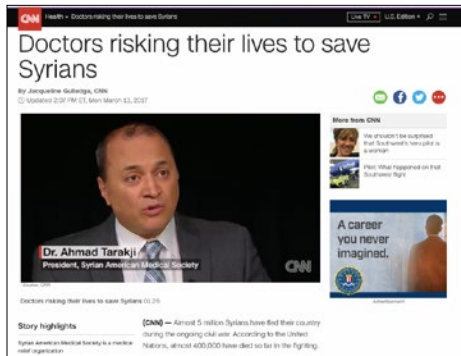 CNN Health + Doctors risking their lives to save Syrians
Live TV
U.S. Edition +
Doctors risking their lives to save
Syrians
By Jacqueline Gulledge, CNN
Updated 2:07 PM ET, Mon March 13, 2017
More from CNN
We shouldn't be surprised
that Southwest's hero pilot is
a woman
Pilot: What happened on that
Southwest flight
Dr. Ahmad Tarakji
President, Syrian American Medical Society
CNN
Source: CNN
A career
you never
imagined.
Advertisement
Doctors risking their lives to save Syrians
Story highlights
Syrian American Medical Society is a medical
relief organization
(CNN) — Almost 5 million Syrians have fled their country
during the ongoing civil war. According to the United
Nations, almost 400,000 have died so far in the fighting.